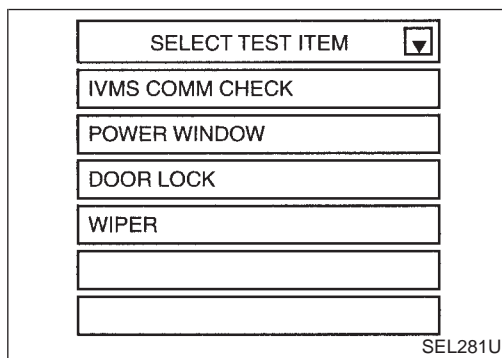 SELECT TEST ITEM
IVMS COMM CHECK
POWER WINDOW
DOOR LOCK
WIPER
SEL281U